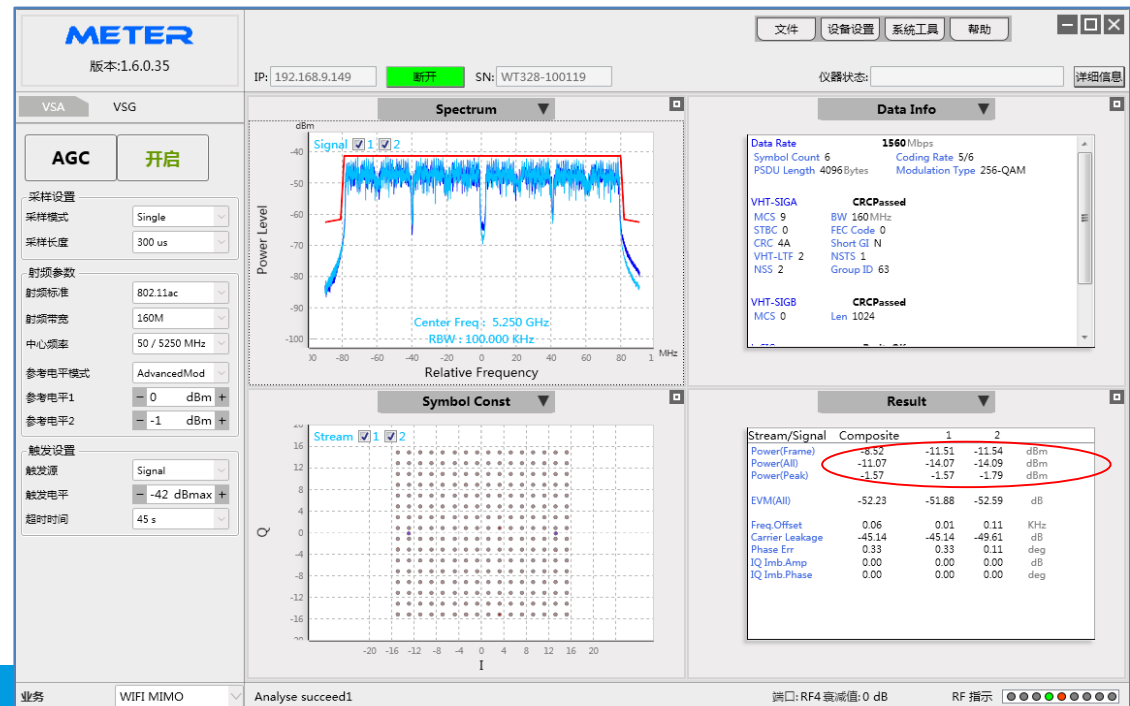 METER
版本:1.6.0.35
文件 设备设置 系统工具 帮助
IP: 192.168.9.149 断开 SN: WT328-100119 仪器状态: 详细信息
VSA VSG
AGC 开启
采样设置
采样模式 Single
采样长度 300 us
射频参数
射频标准 802.11ac
射频带宽 160M
中心频率 50 / 5250 MHz
参考电平模式 AdvancedMod
参考电平1 − 0 dBm +
参考电平2 − -1 dBm +
触发设置
触发源 Signal
触发电平 − -42 dBmax +
超时时间 45 s
Spectrum
dBm
Signal 1 2
-40
-50
-60
-70
-80
-90
-100
Power Level
Center Freq : 5.250 GHz
RBW : 100.000 KHz
-80 -60 -40 -20 0 20 40 60 80 1 MHz
Relative Frequency
Data Info
Data Rate 1560 Mbps
Symbol Count 6 Coding Rate 5/6
PSDU Length 4096 Bytes Modulation Type 256-QAM
VHT-SIGA CRCPassed
MCS 9 BW 160 MHz
STBC 0 FEC Code 0
CRC 4A Short GI N
VHT-LTF 2 NSTS 1
NSS 2 Group ID 63
VHT-SIGB CRCPassed
MCS 0 Len 1024
Symbol Const
Stream 1 2
16
12
8
4
0
-4
-8
-12
-16
Q
-20 -16 -12 -8 -4 0 4 8 12 16 20
I
Result
Stream/Signal Composite 1 2
Power(Frame) -8.52 -11.51 -11.54 dBm
Power(All) -11.07 -14.07 -14.09 dBm
Power(Peak) -1.57 -1.57 -1.79 dBm
EVM(All) -52.23 -51.88 -52.59 dB
Freq.Offset 0.06 0.01 0.11 KHz
Carrier Leakage -45.14 -45.14 -49.61 dB
Phase Err 0.33 0.33 0.11 deg
IQ Imb.Amp 0.00 0.00 0.00 dB
IQ Imb.Phase 0.00 0.00 0.00 deg
业务 WIFI MIMO Analyse succeed1 端口:RF4 衰减值:0 dB RF 指示